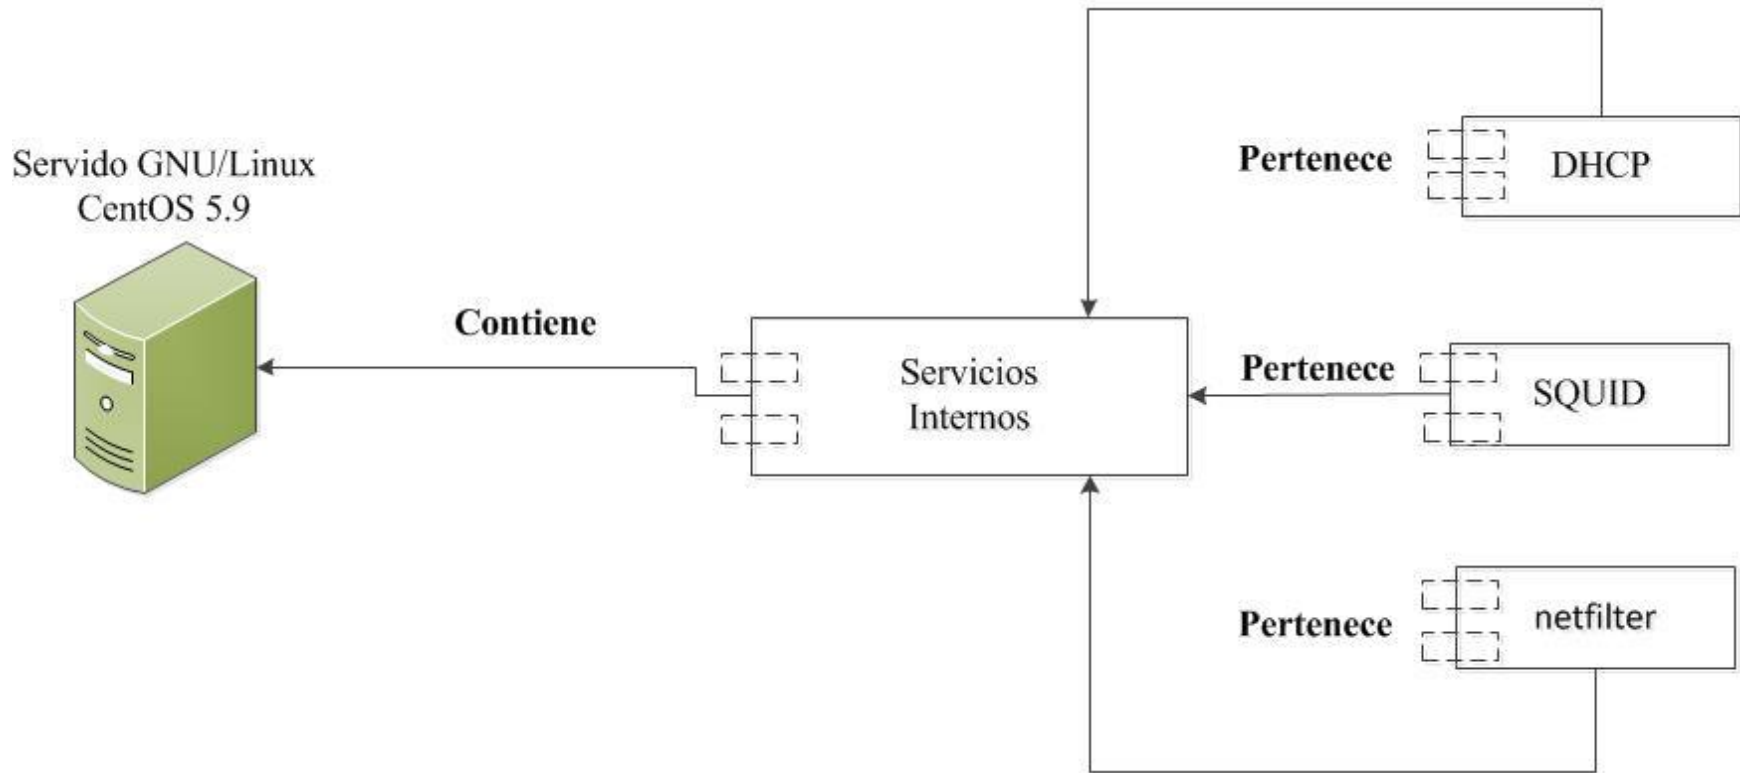 Servido GNU/Linux
CentOS 5.9
Contiene
Servicios
Internos
Pertenece
DHCP
Pertenece
SQUID
Pertenece
netfilter